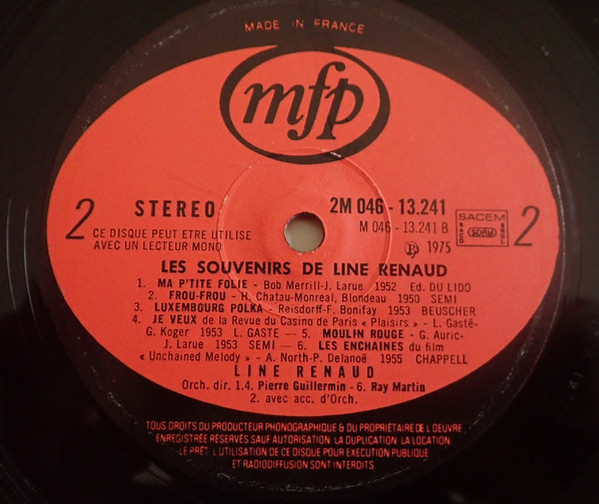 MADE IN FRANCE
mfp
2 STEREO 2M 046 - 13.241
CE DISQUE PEUT ETRE UTILISE M 046 - 13.241 B
AVEC UN LECTEUR MONO P 1975
SACEM
2
LES SOUVENIRS DE LINE RENAUD
1. MA P'TITE FOLIE - Bob Merrill-J. Larue 1952 Ed. DU LIDO
2. FROU-FROU - H. Chatau-Monreal, Blondeau 1950 SEMI
3. LUXEMBOURG POLKA - Reisdorff-F. Bonifay 1953 BEUSCHER
4. JE VEUX de la Revue du Casino de Paris « Plaisirs » - L. Gasté-
G. Koger 1953 L. GASTE — 5. MOULIN ROUGE - G. Auric-
J. Larue 1953 SEMI — 6. LES ENCHAINES du film
« Unchained Melody » - A. North-P. Delanoë 1955 CHAPPELL
LINE RENAUD
Orch. dir. 1.4. Pierre Guillermin - 6. Ray Martin
2. avec acc. d'Orch.
TOUS DROITS DU PRODUCTEUR PHONOGRAPHIQUE & DU PROPRIÉTAIRE DE L'OEUVRE
ENREGISTRÉE RÉSERVÉS SAUF AUTORISATION LA DUPLICATION, LA LOCATION
LE PRÊT, L'UTILISATION DE CE DISQUE POUR EXECUTION PUBLIQUE
ET RADIODIFFUSION SONT INTERDITS